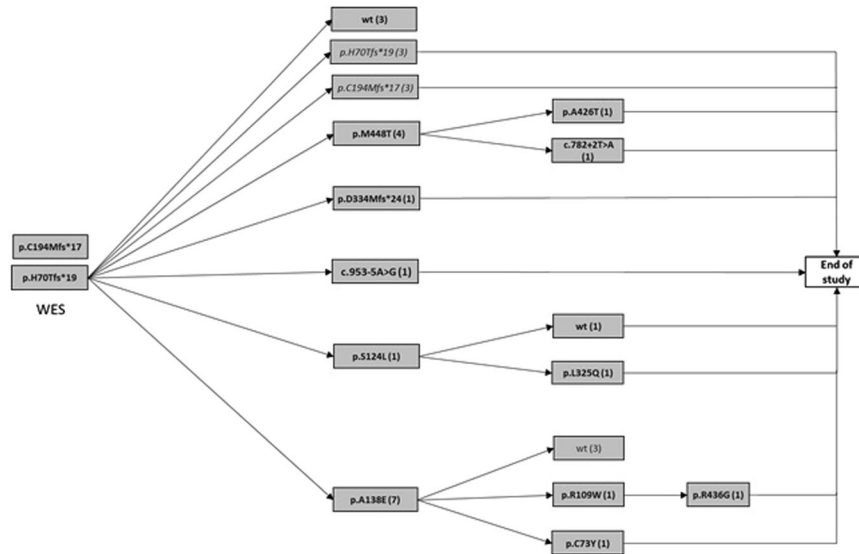 wt (3)
p.H70Tfs*19 (3)
p.C194Mfs*17 (3)
p.M448T (4)
p.A426T (1)
c.782+2T>A
(1)
p.D334Mfs*24 (1)
p.C194Mfs*17
p.H70Tfs*19
WES
c.953-5A>G (1)
End of
study
p.S124L (1)
wt (1)
p.L325Q (1)
p.A138E (7)
wt (3)
p.R109W (1)
p.R436G (1)
p.C73Y (1)